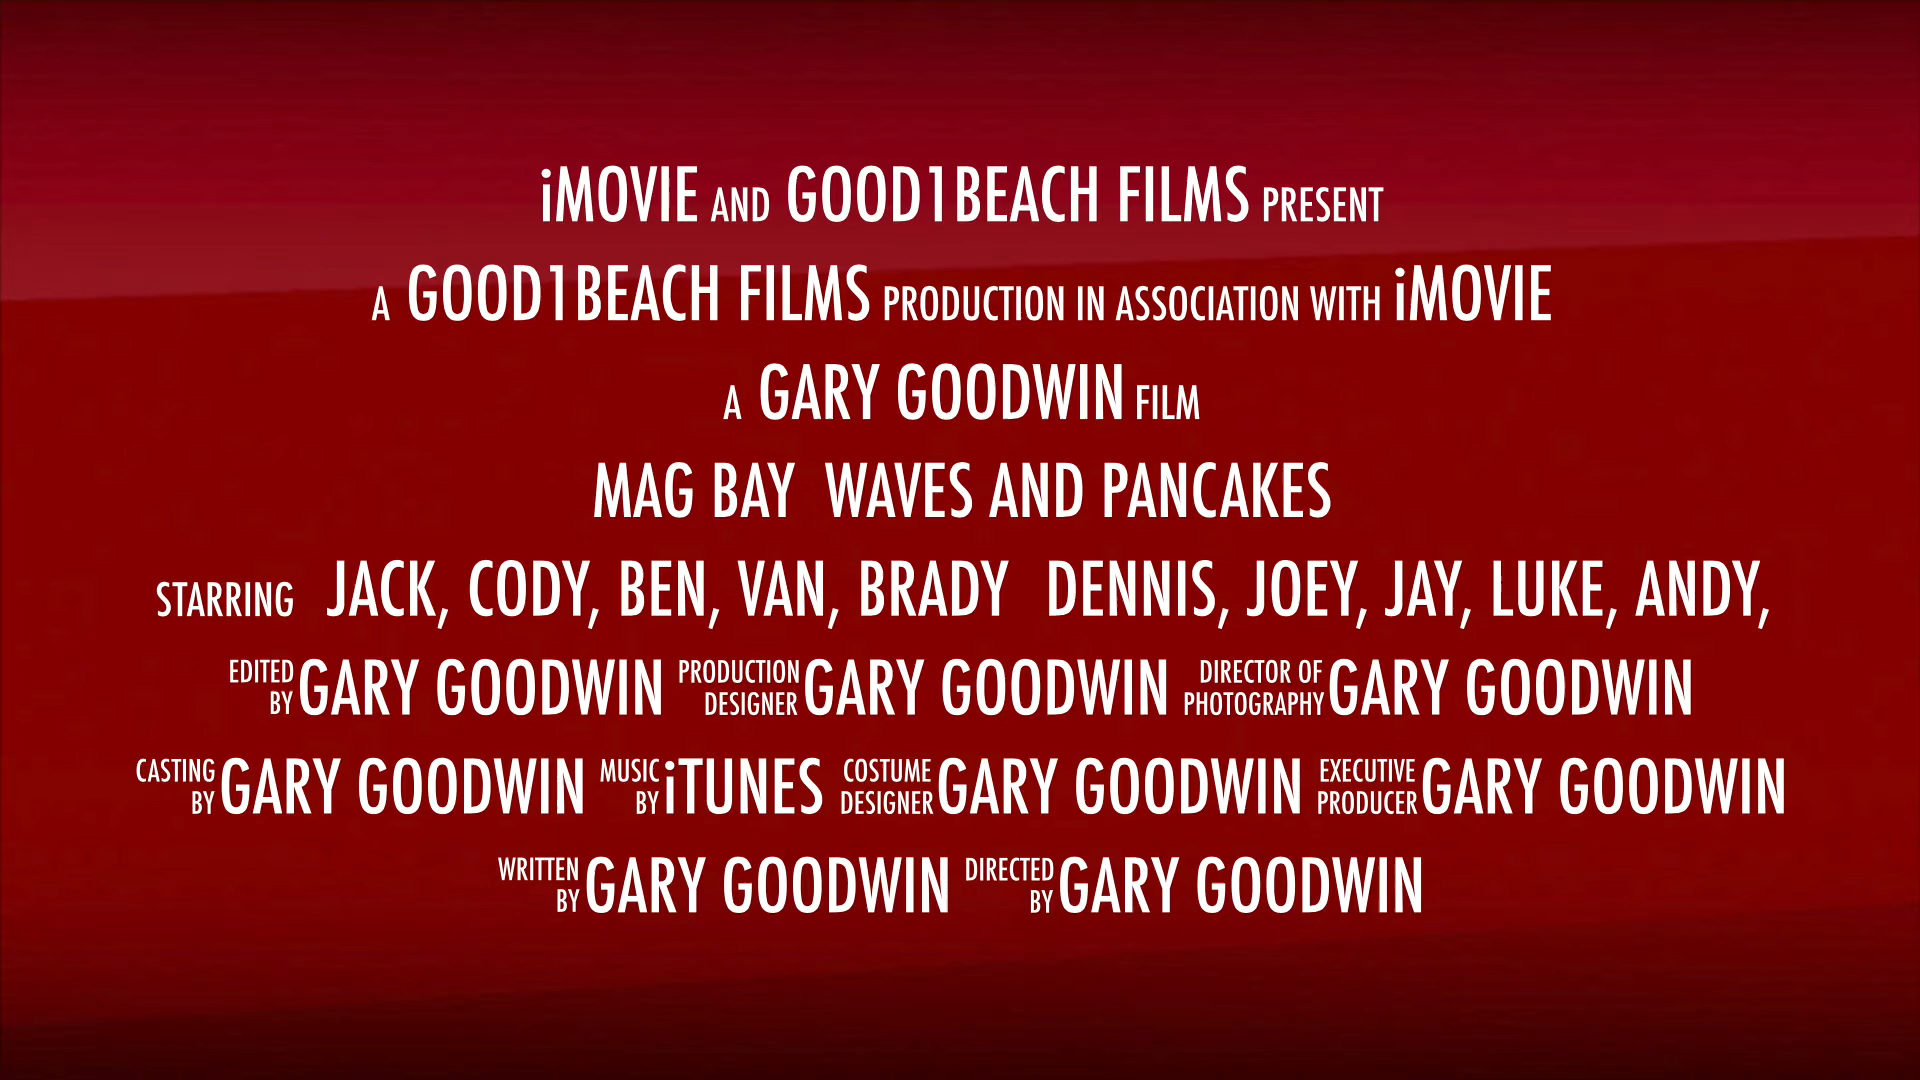 iMOVIE AND GOOD1BEACH FILMS PRESENT
A GOOD1BEACH FILMS PRODUCTION IN ASSOCIATION WITH iMOVIE
A GARY GOODWIN FILM
MAG BAY  WAVES AND PANCAKES
STARRING  JACK, CODY, BEN, VAN, BRADY  DENNIS, JOEY, JAY, LUKE, ANDY,
EDITED BY GARY GOODWIN PRODUCTION DESIGNER GARY GOODWIN DIRECTOR OF PHOTOGRAPHY GARY GOODWIN
CASTING BY GARY GOODWIN MUSIC BY iTUNES COSTUME DESIGNER GARY GOODWIN EXECUTIVE PRODUCER GARY GOODWIN
WRITTEN BY GARY GOODWIN DIRECTED BY GARY GOODWIN